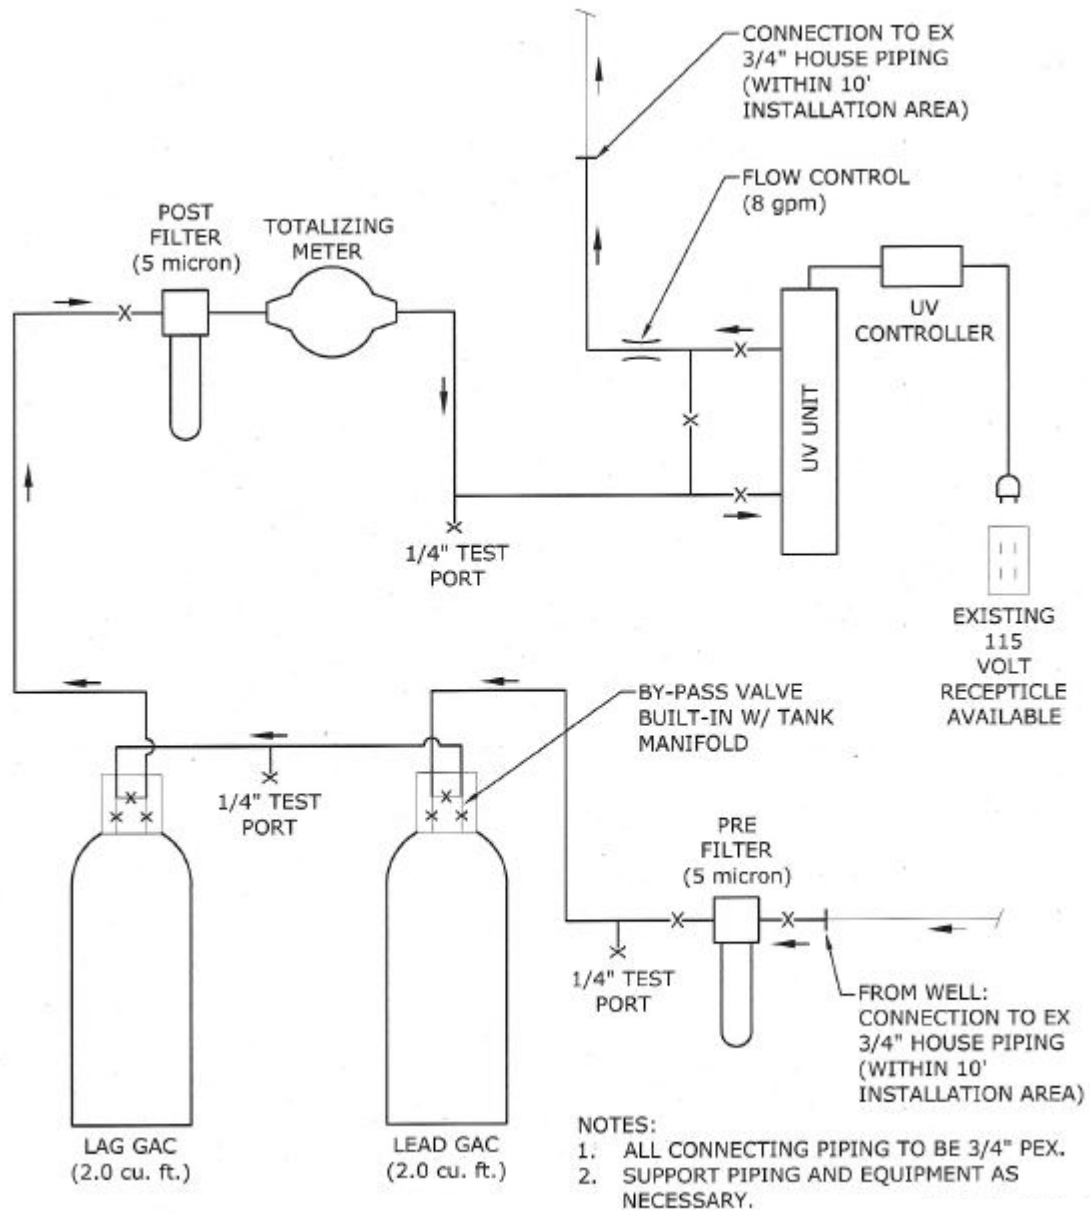 CONNECTION TO EX
3/4" HOUSE PIPING
(WITHIN 10'
INSTALLATION AREA)
FLOW CONTROL
(8 gpm)
POST
FILTER
(5 micron)
TOTALIZING
METER
UV
CONTROLLER
UV UNIT
1/4" TEST
PORT
EXISTING
115
VOLT
RECEPTICLE
AVAILABLE
BY-PASS VALVE
BUILT-IN W/ TANK
MANIFOLD
1/4" TEST
PORT
PRE
FILTER
(5 micron)
1/4" TEST
PORT
FROM WELL:
CONNECTION TO EX
3/4" HOUSE PIPING
(WITHIN 10'
INSTALLATION AREA)
LAG GAC
(2.0 cu. ft.)
LEAD GAC
(2.0 cu. ft.)
NOTES:
1. ALL CONNECTING PIPING TO BE 3/4" PEX.
2. SUPPORT PIPING AND EQUIPMENT AS
NECESSARY.